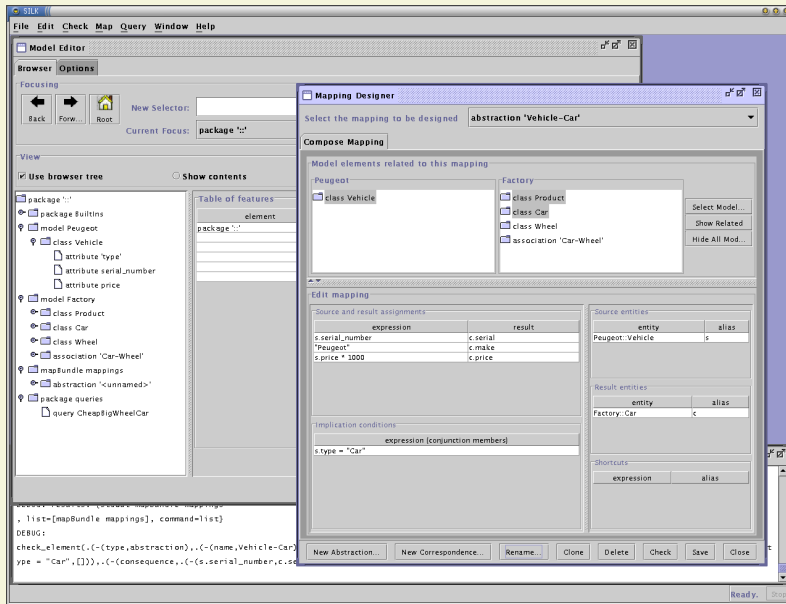 SILK
File Edit Check Map Query Window Help
Model Editor
Browser Options
Focusing
Back Forw... Root
New Selector:
Current Focus: package '::'
View
Use browser tree Show contents
package '::'
package BuiltIns
model Peugeot
class Vehicle
attribute 'type'
attribute serial_number
attribute price
model Factory
class Product
class Car
class Wheel
association 'Car-Wheel'
mapBundle mappings
abstraction '<unnamed>'
package queries
query CheapBigWheelCar
Table of features
element
package '::'
Mapping Designer
Select the mapping to be designed abstraction 'Vehicle-Car'
Compose Mapping
Model elements related to this mapping
Peugeot
class Vehicle
Factory
class Product
class Car
class Wheel
association 'Car-Wheel'
Select Model...
Show Related
Hide All Mod...
Edit mapping
Source and result assignments
expression result
s.serial_number c.serial
"Peugeot" c.make
s.price * 1000 c.price
Implication conditions
expression (conjunction members)
s.type = "Car"
Source entities
entity alias
Peugeot::Vehicle s
Result entities
entity alias
Factory::Car c
Shortcuts
expression alias
New Abstraction... New Correspondence... Rename... Clone Delete Check Save Close
, list=[mapBundle mappings], command=list}
DEBUG:
check_element(.(-(type,abstraction),.(-(name,Vehicle-Car)
ype = "Car",[])),.(-(consequence,.(-(s.serial_number,c.se
Ready. Stop